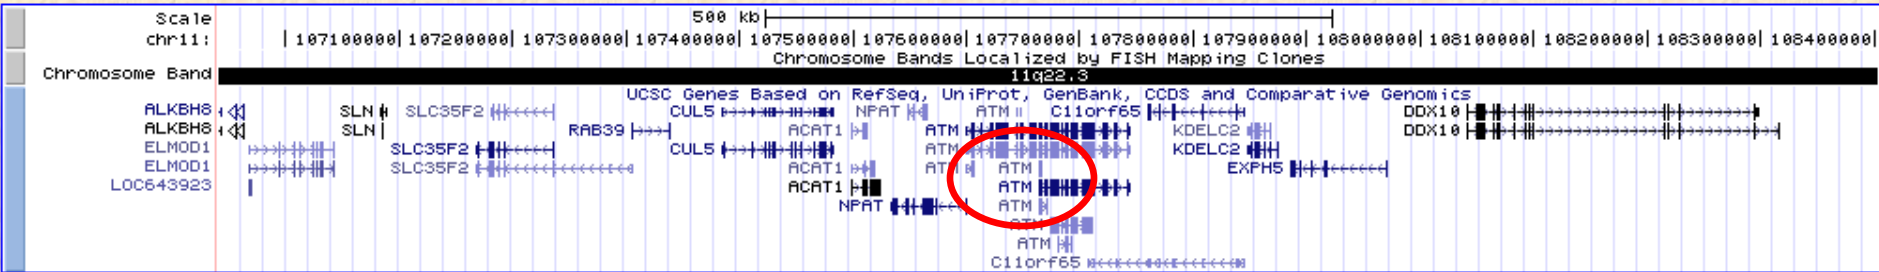 Scale 500 kb
chr11: |107100000|107200000|107300000|107400000|107500000|107600000|107700000|107800000|107900000|108000000|108100000|108200000|108300000|108400000|
Chromosome Bands Localized by FISH Mapping Clones
Chromosome Band 11q22.3
UCSC Genes Based on RefSeq, UniProt, GenBank, CCDS and Comparative Genomics
ALKBH8 SLN SLC35F2 CUL5 NPAT ATM C11orf65 DDX10
ALKBH8 SLN RAB39 ACAT1 ATM KDELC2 DDX10
ELMOD1 SLC35F2 CUL5 ATM KDELC2
ELMOD1 SLC35F2 ACAT1 ATM ATM EXPH5
LOC643923 ACAT1 ATM
NPAT ATM
ATM
ATM
C11orf65